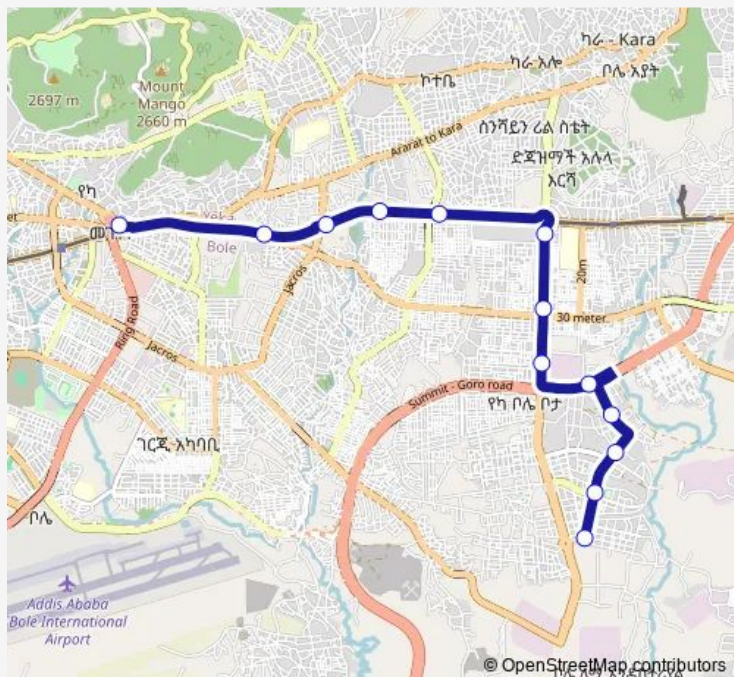 ካራ - Kara
ካራ አሎ
ቦሌ አያት
ኮተቤ
2697 m
Mount
Mango
2660 m
ስንሻይን ሪል ስቴት
Ararat to Kara
ድጃዝማች አሉላ
እርሻ
የካ
Yeka
Bole
20m
Jacros
Ring Road
30 meter
Jacros
Summit - Goro road
የካ ቦሌ ቦታ
ገርጂ አካባቢ
ቦሌ
Addis Ababa
Bole International
Airport
© OpenStreetMap contributors